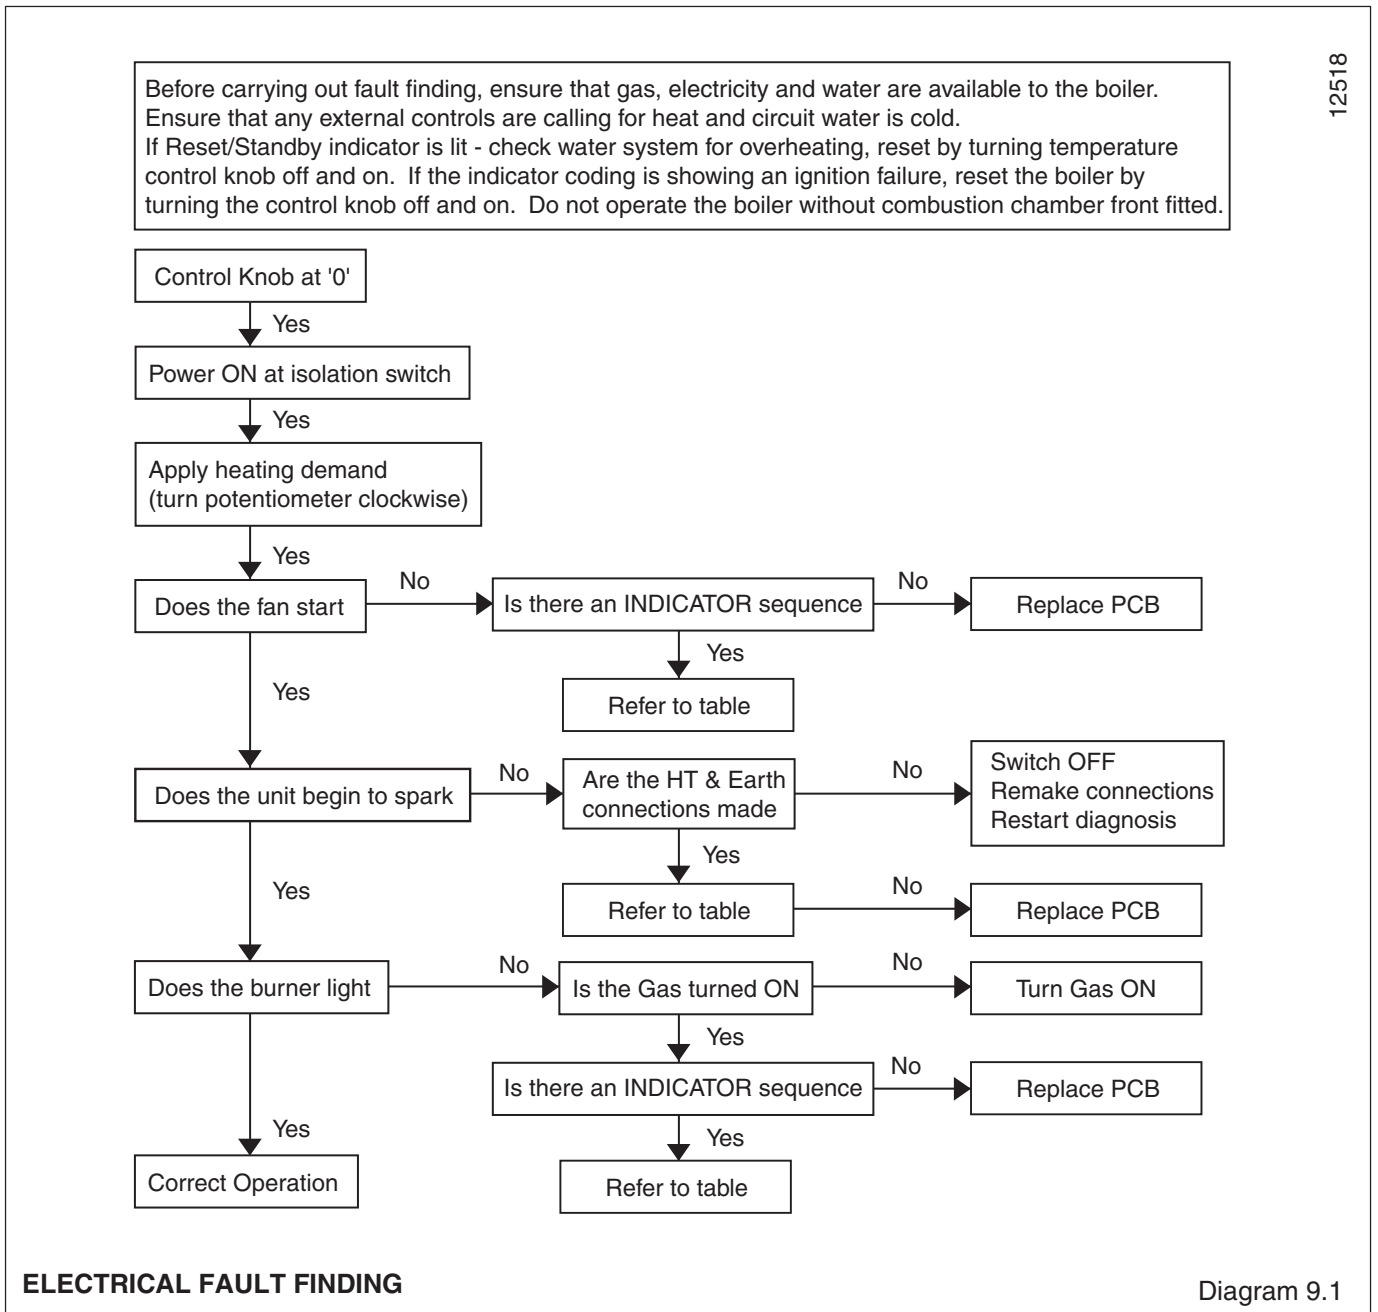 12518
Before carrying out fault finding, ensure that gas, electricity and water are available to the boiler.
Ensure that any external controls are calling for heat and circuit water is cold.
If Reset/Standby indicator is lit - check water system for overheating, reset by turning temperature
control knob off and on.  If the indicator coding is showing an ignition failure, reset the boiler by
turning the control knob off and on.  Do not operate the boiler without combustion chamber front fitted.
Control Knob at '0'
Yes
Power ON at isolation switch
Yes
Apply heating demand
(turn potentiometer clockwise)
Yes
Does the fan start
No
Is there an INDICATOR sequence
No
Replace PCB
Yes
Refer to table
Yes
Does the unit begin to spark
No
Are the HT & Earth
connections made
No
Switch OFF
Remake connections
Restart diagnosis
Yes
Refer to table
No
Replace PCB
Yes
Does the burner light
No
Is the Gas turned ON
No
Turn Gas ON
Yes
Is there an INDICATOR sequence
No
Replace PCB
Yes
Refer to table
Yes
Correct Operation
ELECTRICAL FAULT FINDING
Diagram 9.1